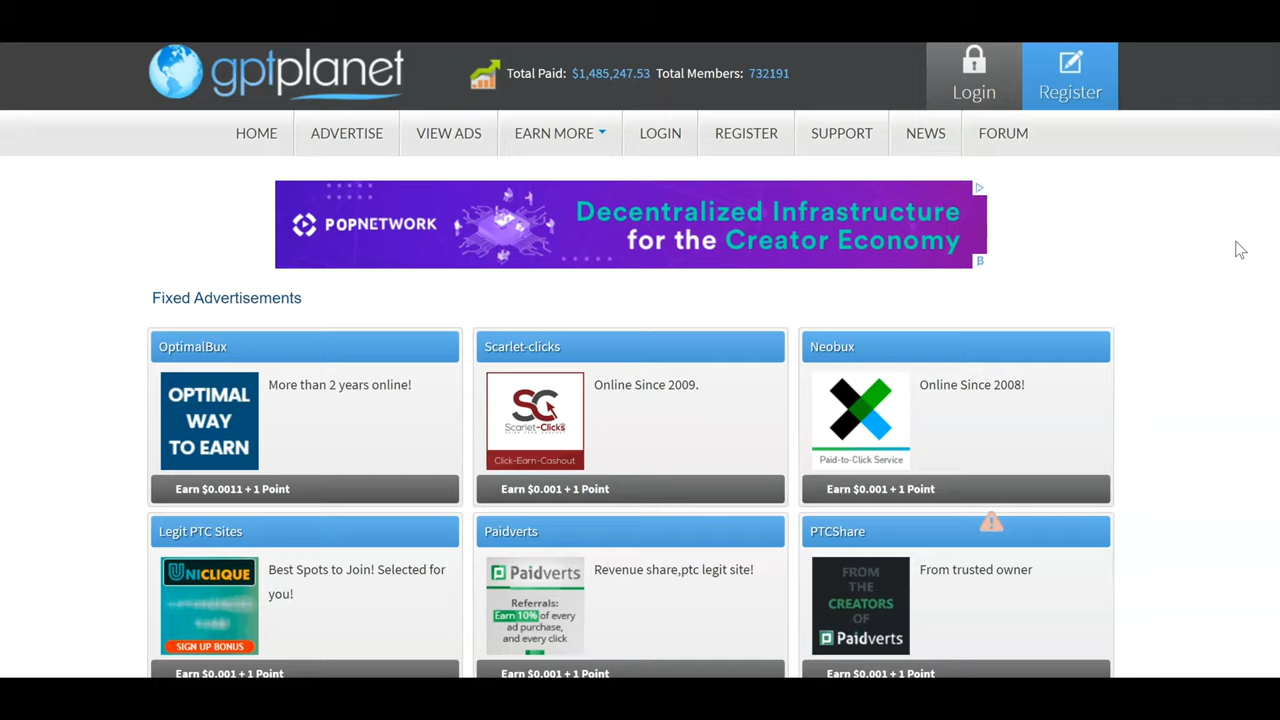 gptplanet
Total Paid: $1,485,247.53 Total Members: 732191
Login
Register
HOME
ADVERTISE
VIEW ADS
EARN MORE
LOGIN
REGISTER
SUPPORT
NEWS
FORUM
POPNETWORK
Decentralized Infrastructure
for the Creator Economy
B
Fixed Advertisements
OptimalBux
OPTIMAL
WAY
TO EARN
More than 2 years online!
Earn $0.0011 + 1 Point
Scarlet-clicks
SC
Scarlet-Clicks
Click-Earn-Cashout
Online Since 2009.
Earn $0.001 + 1 Point
Neobux
Paid-to-Click Service
Online Since 2008!
Earn $0.001 + 1 Point
Legit PTC Sites
UNICLIQUE
SIGN UP BONUS
Best Spots to Join! Selected for
you!
Earn $0.0011 + 1 Point
Paidverts
Paidverts
Referrals:
Earn 10% of every
ad purchase,
and every click
Revenue share,ptc legit site!
Earn $0.001 + 1 Point
PTCShare
FROM
THE
CREATORS
OF
Paidverts
From trusted owner
Earn $0.001 + 1 Point